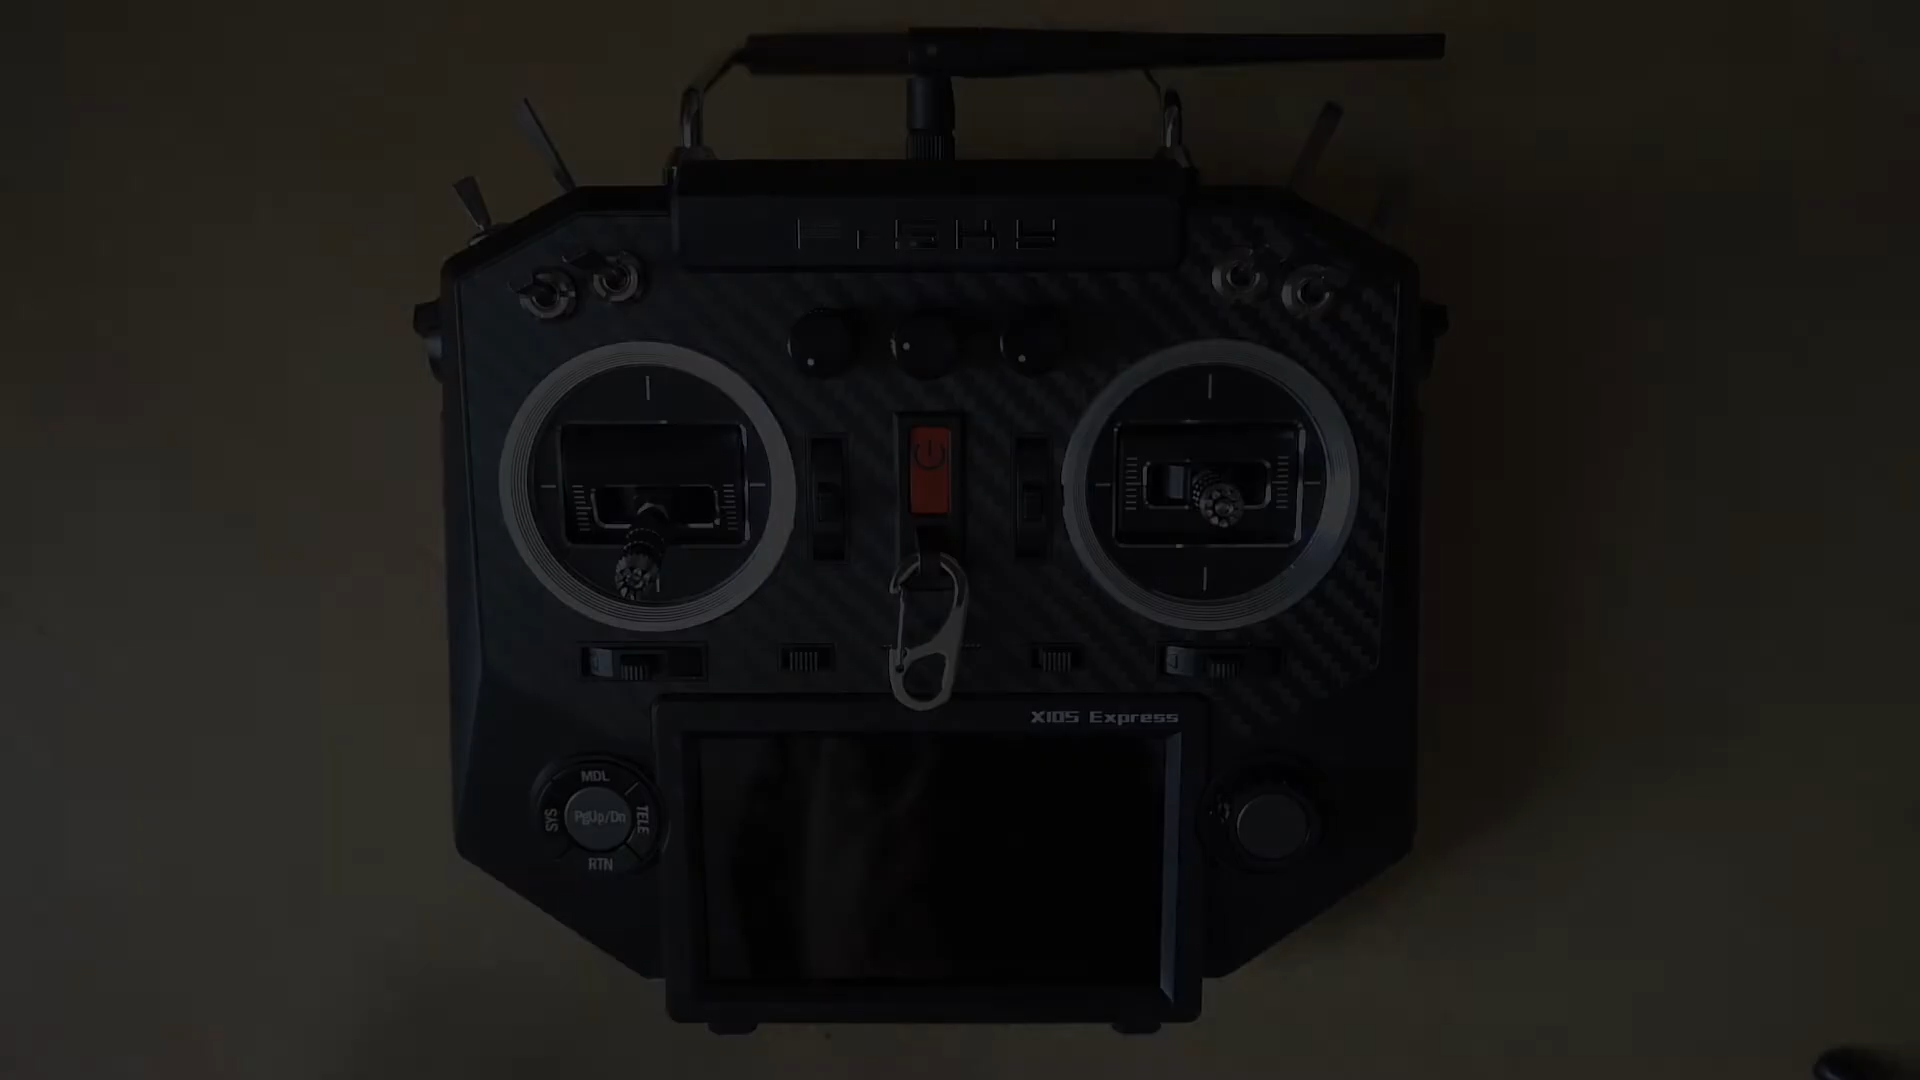 FrSKY
X10S Express
MDL
SYS
PgUp/Dn
TELE
RTN